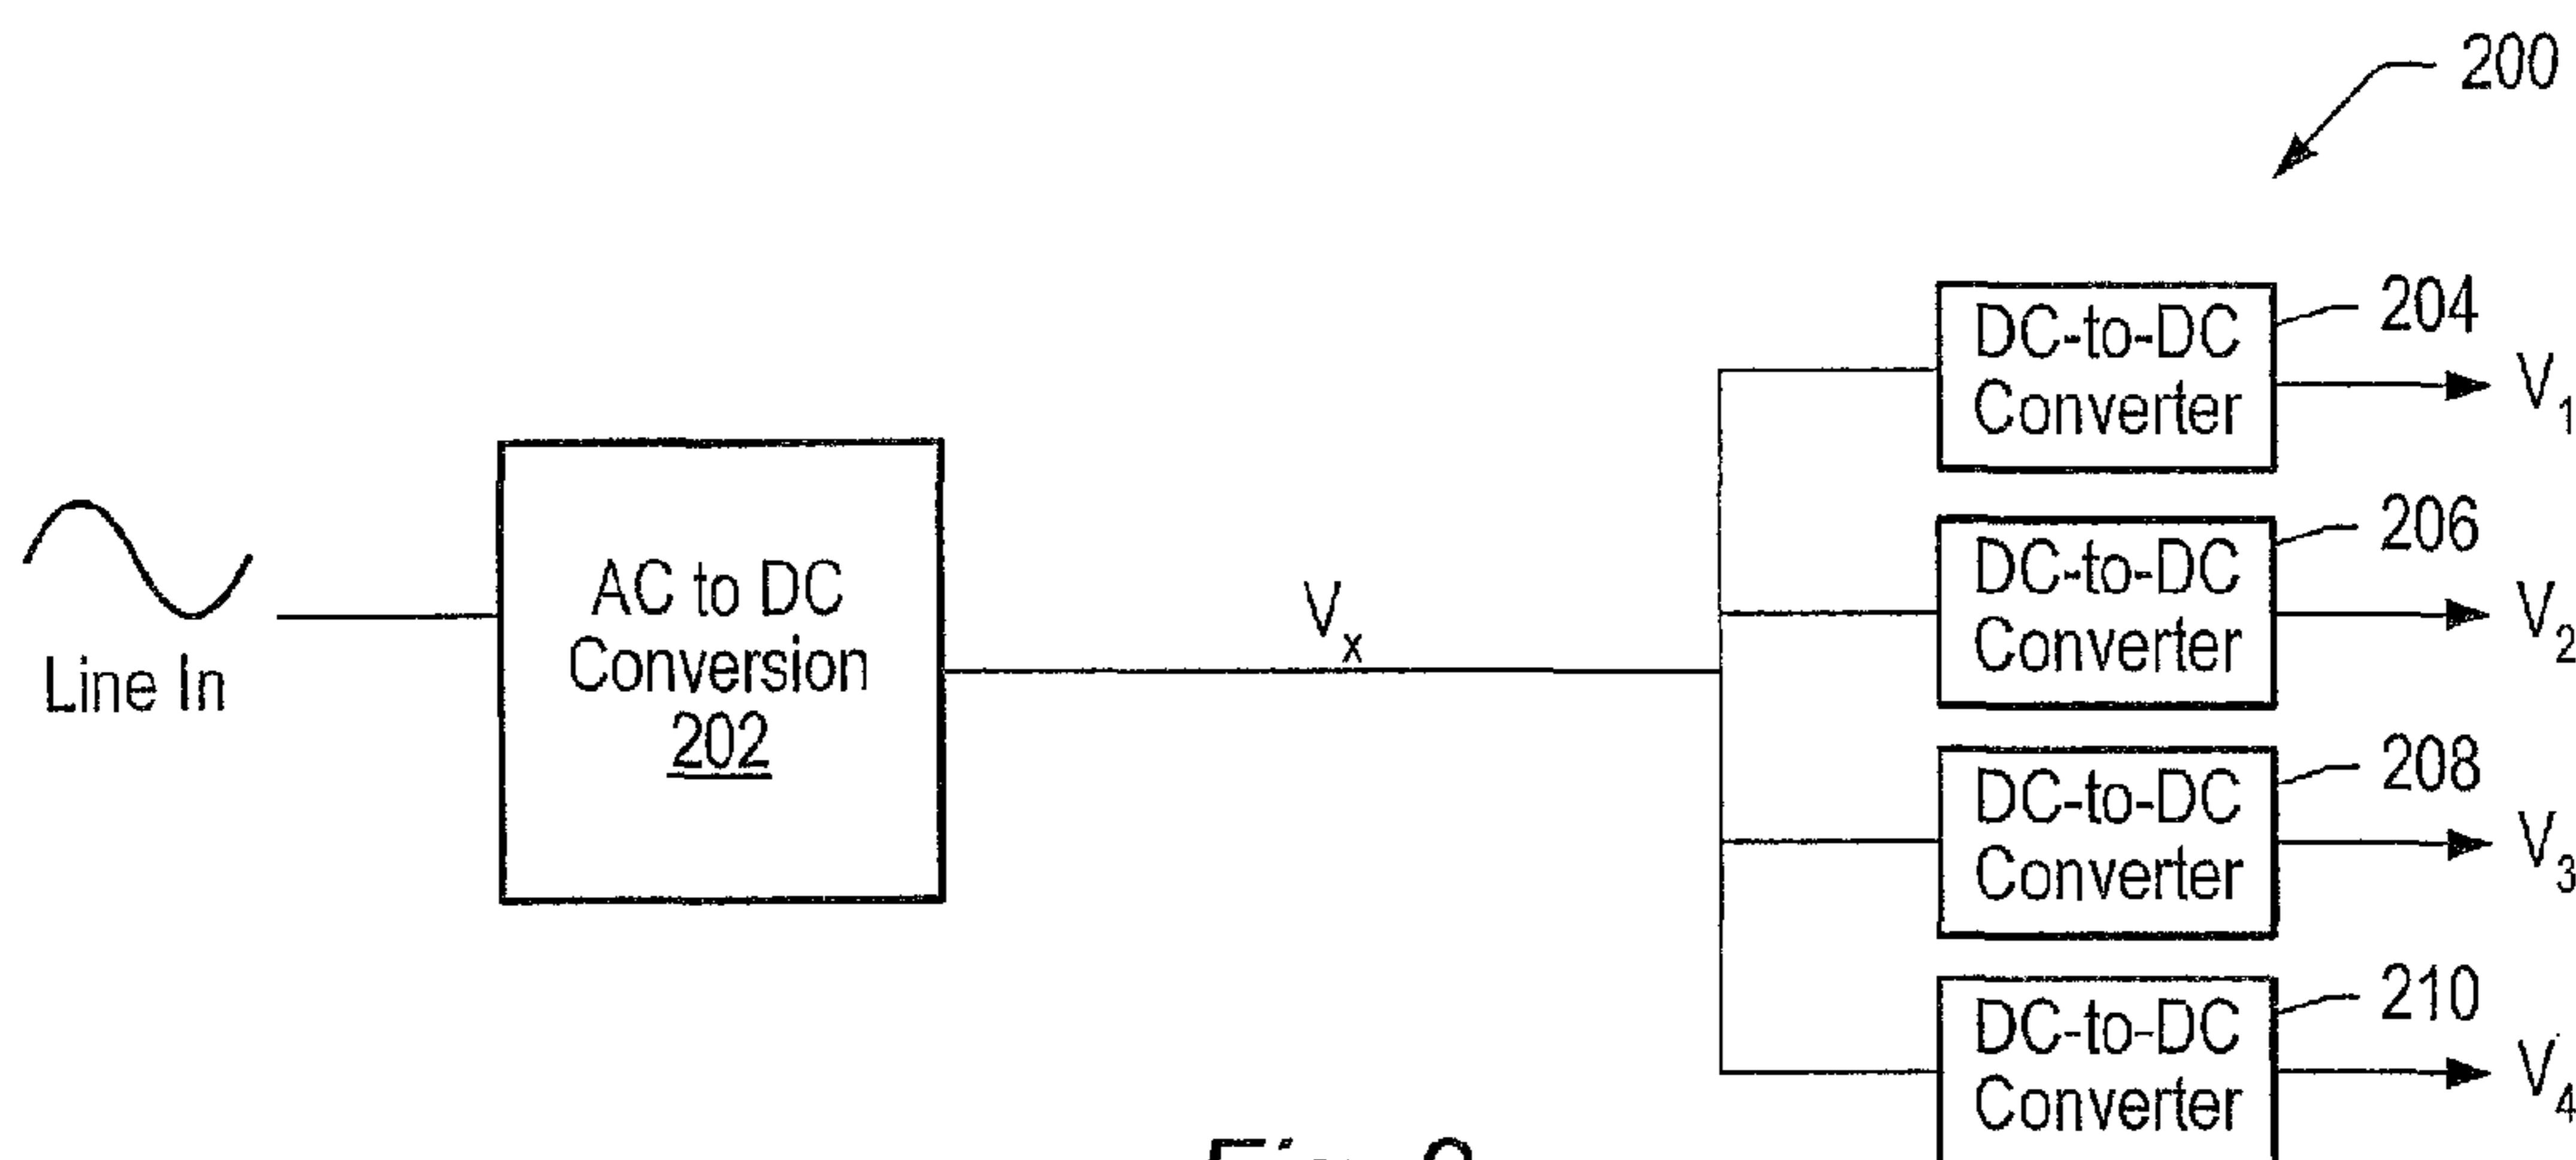 200
DC-to-DC
Converter
204
V1
DC-to-DC
Converter
206
V2
AC to DC
Conversion
202
Line In
Vx
DC-to-DC
Converter
208
V3
DC-to-DC
Converter
210
V4